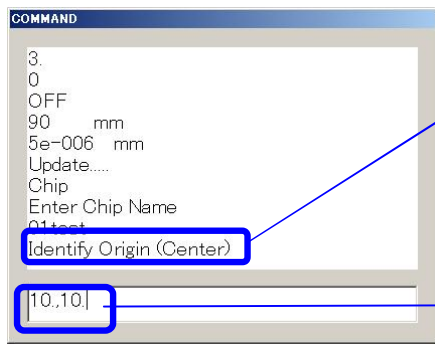 COMMAND
3.
0
OFF
90 mm
5e-006 mm
Update.....
Chip
Enter Chip Name
01test
Identify Origin (Center)
10.,10.